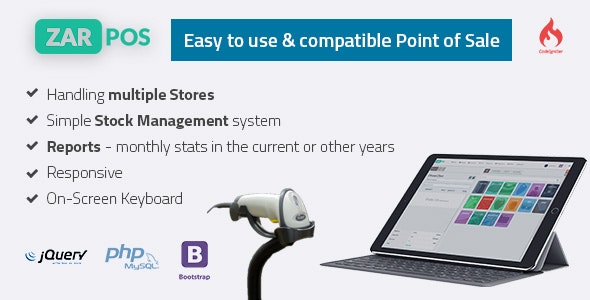 ZAR POS
Easy to use & compatible Point of Sale
CodeIgniter
Handling multiple Stores
Simple Stock Management system
Reports - monthly stats in the current or other years
Responsive
On-Screen Keyboard
jQuery
php
MySQL
B
Bootstrap